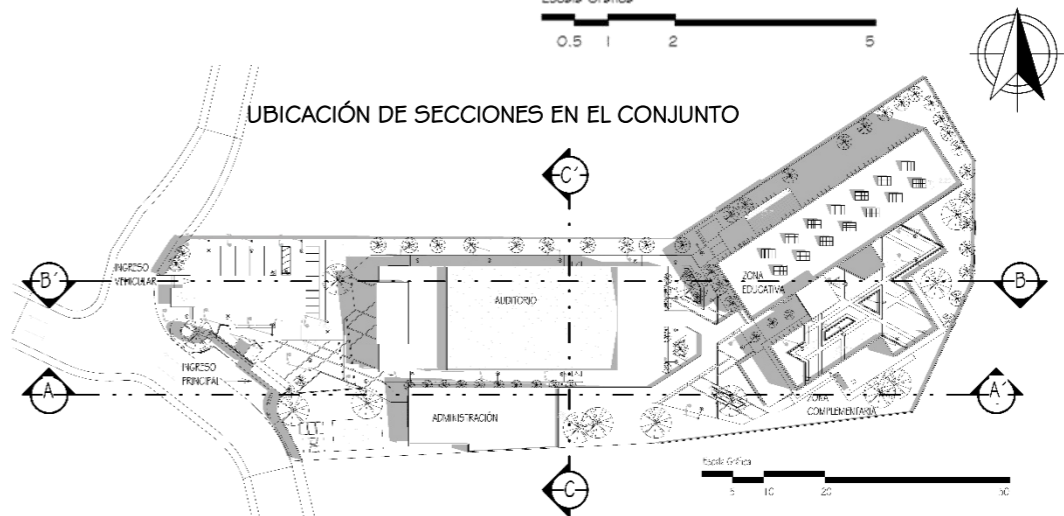 Escala Gráfica
0.5 1 2 5
UBICACIÓN DE SECCIONES EN EL CONJUNTO
C´
B´
INGRESO
VEHICULAR
AUDITORIO
ZONA
EDUCATIVA
B
INGRESO
PRINCIPAL
A
ADMINISTRACIÓN
ZONA
COMPLEMENTARIA
A´
Escala Gráfica
5 10 20 50
C